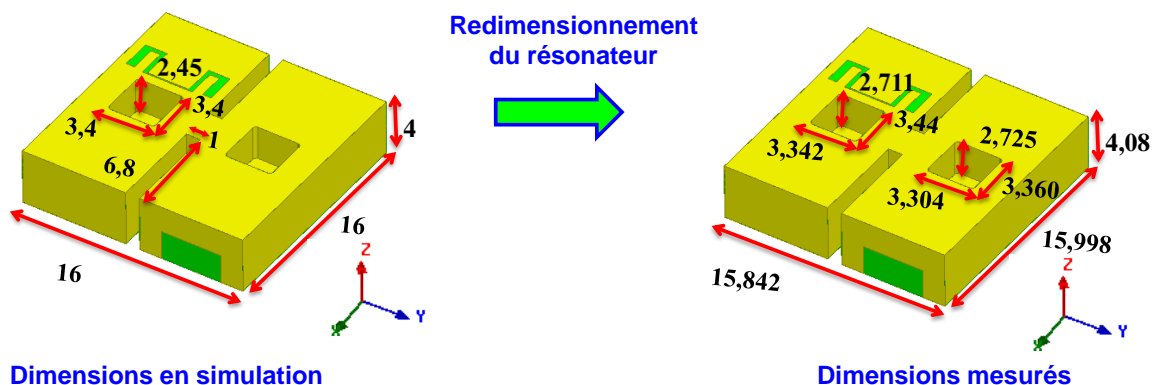 Redimensionnement
du résonateur
2,45
3,4
3,4
1
6,8
4
16
16
Z
Y
X
2,711
3,44
3,342
2,725
4,08
3,360
3,304
15,998
15,842
Z
Y
X
Dimensions en simulation
Dimensions mesurés